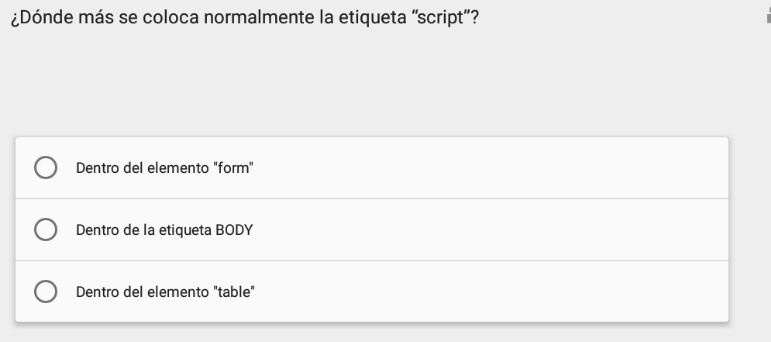 ¿Dónde más se coloca normalmente la etiqueta “script”?
Dentro del elemento "form"
Dentro de la etiqueta BODY
Dentro del elemento "table"